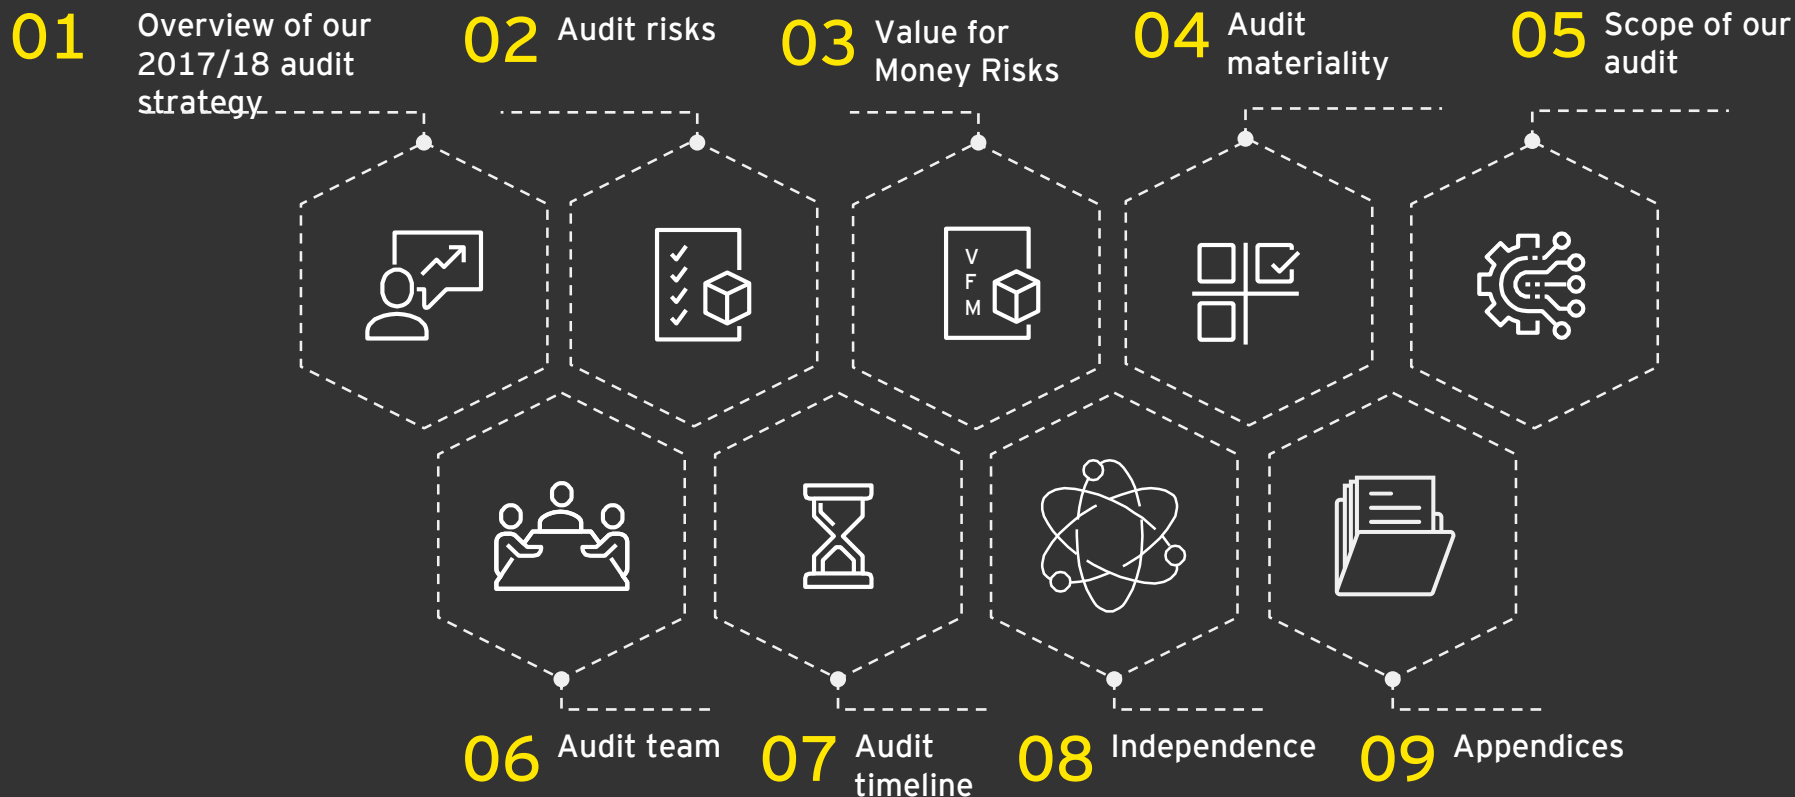 01 Overview of our
2017/18 audit
strategy
02 Audit risks
03 Value for
Money Risks
04 Audit
materiality
05 Scope of our
audit
V
F
M
06 Audit team
07 Audit
timeline
08 Independence
09 Appendices